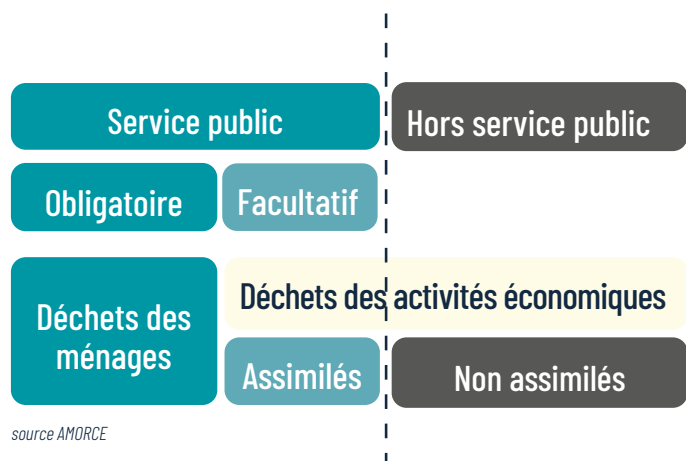 Service public
Hors service public
Obligatoire
Facultatif
Déchets des
ménages
Déchets des activités économiques
Assimilés
Non assimilés
source AMORCE